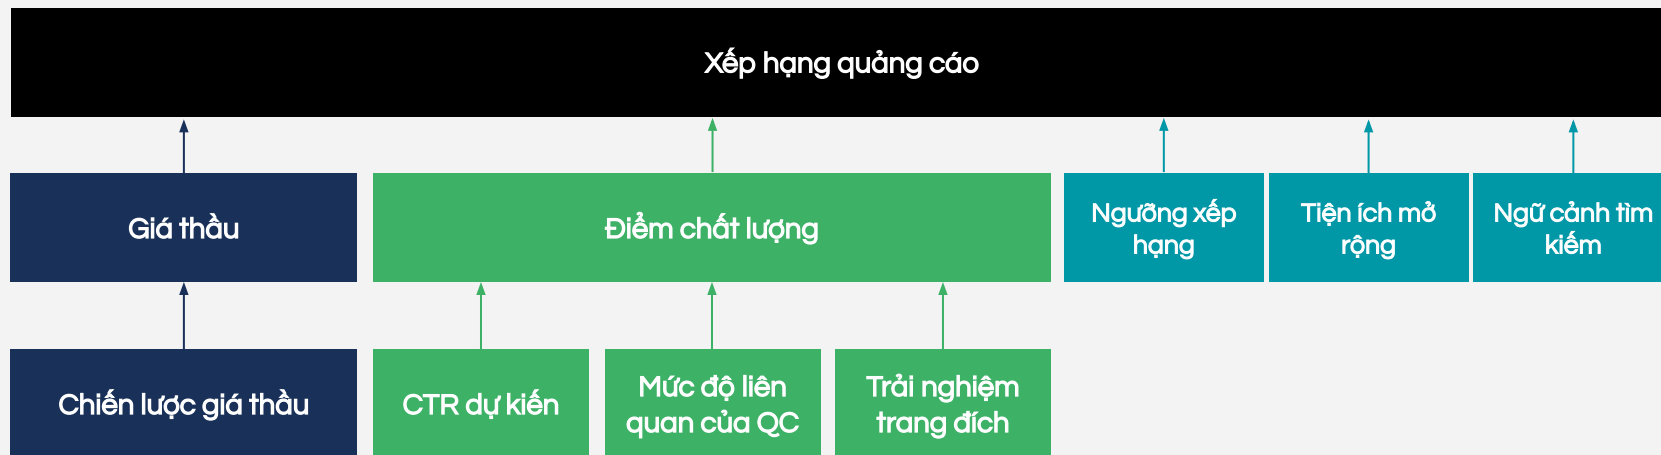 Xếp hạng quảng cáo
Giá thầu
Điểm chất lượng
Ngưỡng xếp
hạng
Tiện ích mở
rộng
Ngữ cảnh tìm
kiếm
Chiến lược giá thầu
CTR dự kiến
Mức độ liên
quan của QC
Trải nghiệm
trang đích